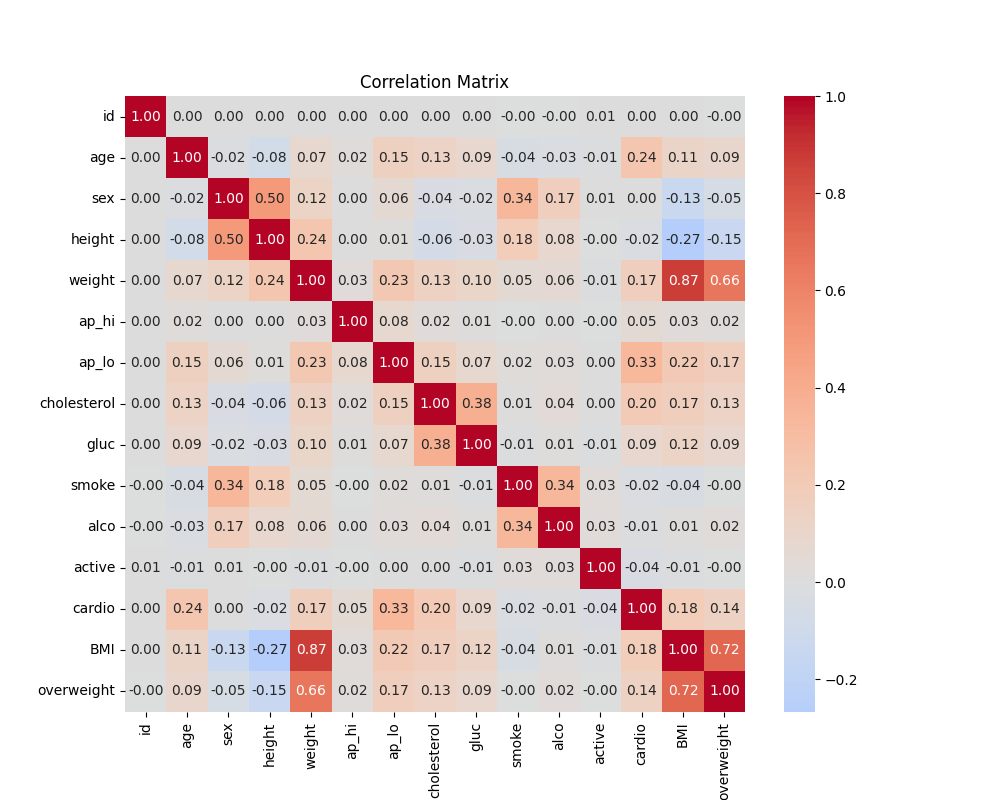 Correlation Matrix
id 1.00 0.00 0.00 0.00 0.00 0.00 0.00 0.00 0.00 -0.00 -0.00 0.01 0.00 0.00 -0.00
age 0.00 1.00 -0.02 -0.08 0.07 0.02 0.15 0.13 0.09 -0.04 -0.03 -0.01 0.24 0.11 0.09
sex 0.00 -0.02 1.00 0.50 0.12 0.00 0.06 -0.04 -0.02 0.34 0.17 0.01 0.00 -0.13 -0.05
height 0.00 -0.08 0.50 1.00 0.24 0.00 0.01 -0.06 -0.03 0.18 0.08 -0.00 -0.02 -0.27 -0.15
weight 0.00 0.07 0.12 0.24 1.00 0.03 0.23 0.13 0.10 0.05 0.06 -0.01 0.17 0.87 0.66
ap_hi 0.00 0.02 0.00 0.00 0.03 1.00 0.08 0.02 0.01 -0.00 0.00 -0.00 0.05 0.03 0.02
ap_lo 0.00 0.15 0.06 0.01 0.23 0.08 1.00 0.15 0.07 0.02 0.03 0.00 0.33 0.22 0.17
cholesterol 0.00 0.13 -0.04 -0.06 0.13 0.02 0.15 1.00 0.38 0.01 0.04 0.00 0.20 0.17 0.13
gluc 0.00 0.09 -0.02 -0.03 0.10 0.01 0.07 0.38 1.00 -0.01 0.01 -0.01 0.09 0.12 0.09
smoke -0.00 -0.04 0.34 0.18 0.05 -0.00 0.02 0.01 -0.01 1.00 0.34 0.03 -0.02 -0.04 -0.00
alco -0.00 -0.03 0.17 0.08 0.06 0.00 0.03 0.04 0.01 0.34 1.00 0.03 -0.01 0.01 0.02
active 0.01 -0.01 0.01 -0.00 -0.01 -0.00 0.00 0.00 -0.01 0.03 0.03 1.00 -0.04 -0.01 -0.00
cardio 0.00 0.24 0.00 -0.02 0.17 0.05 0.33 0.20 0.09 -0.02 -0.01 -0.04 1.00 0.18 0.14
BMI 0.00 0.11 -0.13 -0.27 0.87 0.03 0.22 0.17 0.12 -0.04 0.01 -0.01 0.18 1.00 0.72
overweight -0.00 0.09 -0.05 -0.15 0.66 0.02 0.17 0.13 0.09 -0.00 0.02 -0.00 0.14 0.72 1.00
id age sex height weight ap_hi ap_lo cholesterol gluc smoke alco active cardio BMI overweight
1.0
0.8
0.6
0.4
0.2
0.0
−0.2